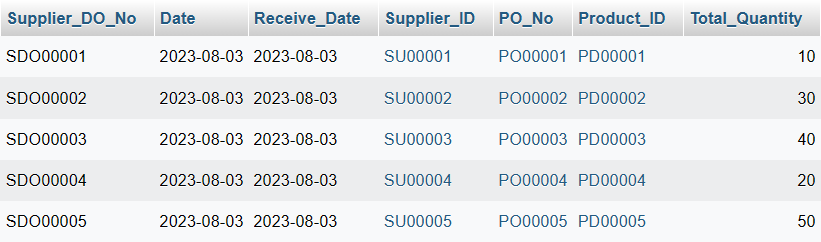 Supplier_DO_No Date Receive_Date Supplier_ID PO_No Product_ID Total_Quantity
SDO00001 2023-08-03 2023-08-03 SU00001 PO00001 PD00001 10
SDO00002 2023-08-03 2023-08-03 SU00002 PO00002 PD00002 30
SDO00003 2023-08-03 2023-08-03 SU00003 PO00003 PD00003 40
SDO00004 2023-08-03 2023-08-03 SU00004 PO00004 PD00004 20
SDO00005 2023-08-03 2023-08-03 SU00005 PO00005 PD00005 50